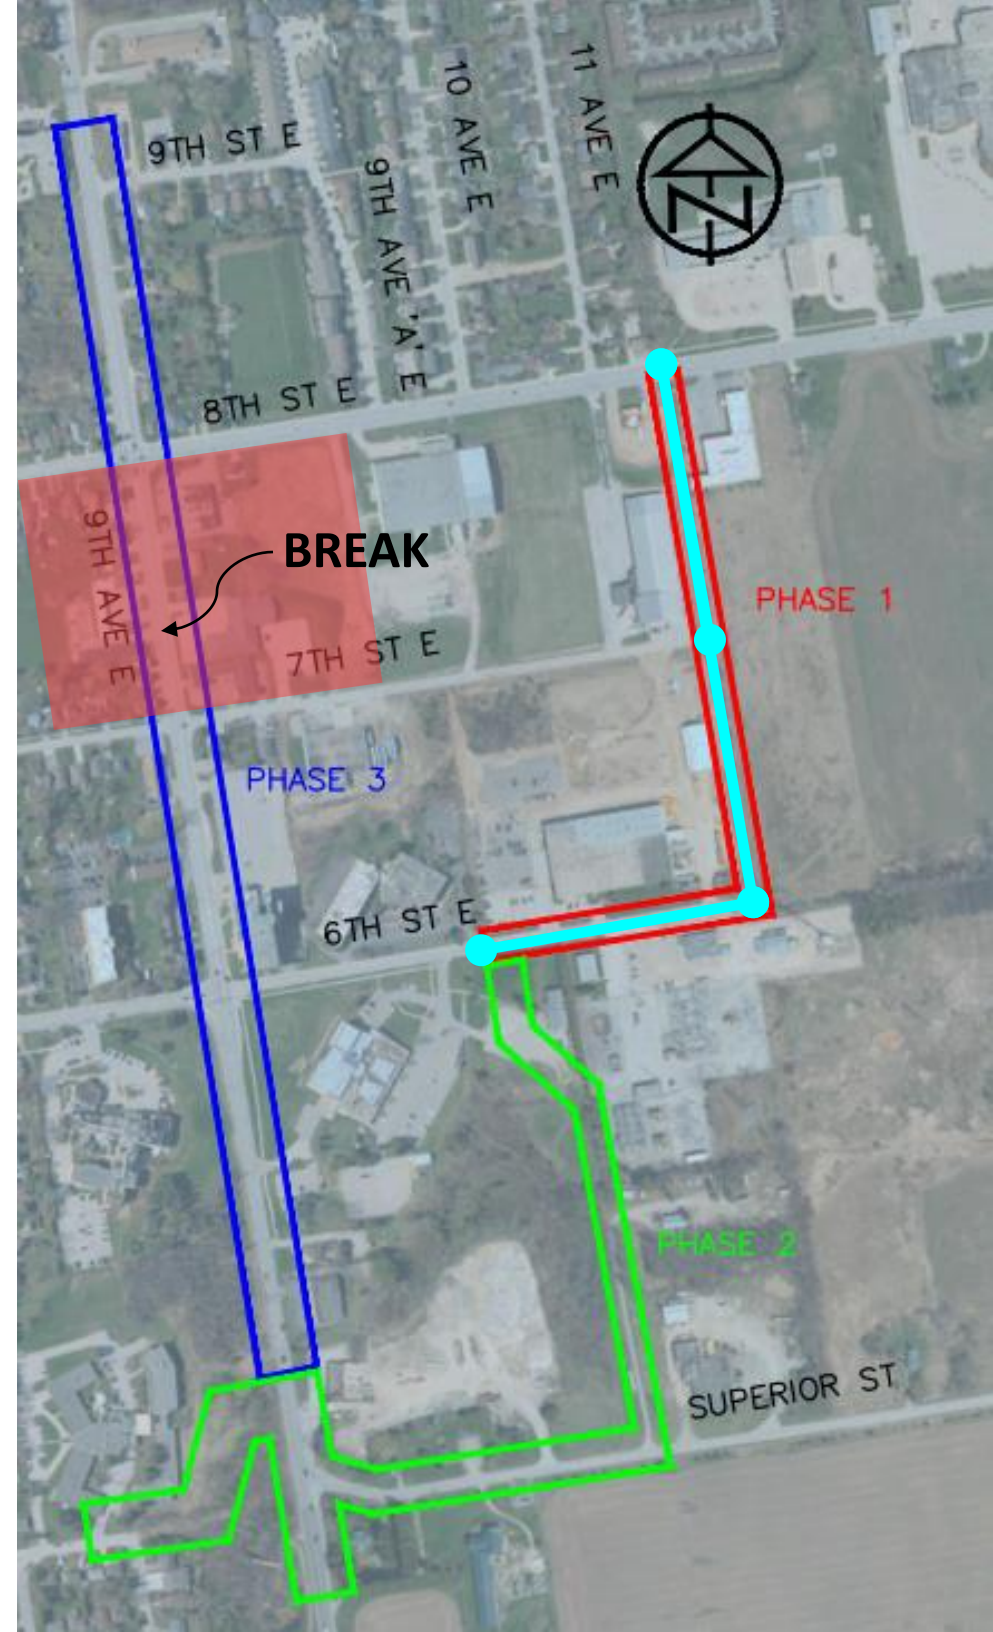 10 AVE E
11 AVE E
9TH ST E
9TH AVE 'A' E
N
8TH ST E
9TH AVE E
BREAK
PHASE 1
7TH ST E
PHASE 3
6TH ST E
PHASE 2
SUPERIOR ST